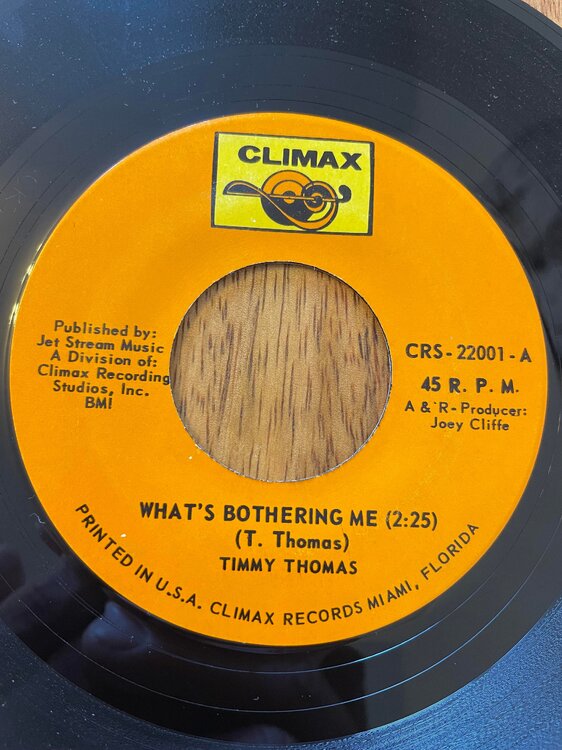 CLIMAX
Published by:
Jet Stream Music
A Division of:
Climax Recording
Studios, Inc.
BMI
CRS-22001-A
45 R. P. M.
A & R-Producer:
Joey Cliffe
WHAT'S BOTHERING ME (2:25)
(T. Thomas)
TIMMY THOMAS
PRINTED IN U.S.A. CLIMAX RECORDS MIAMI, FLORIDA